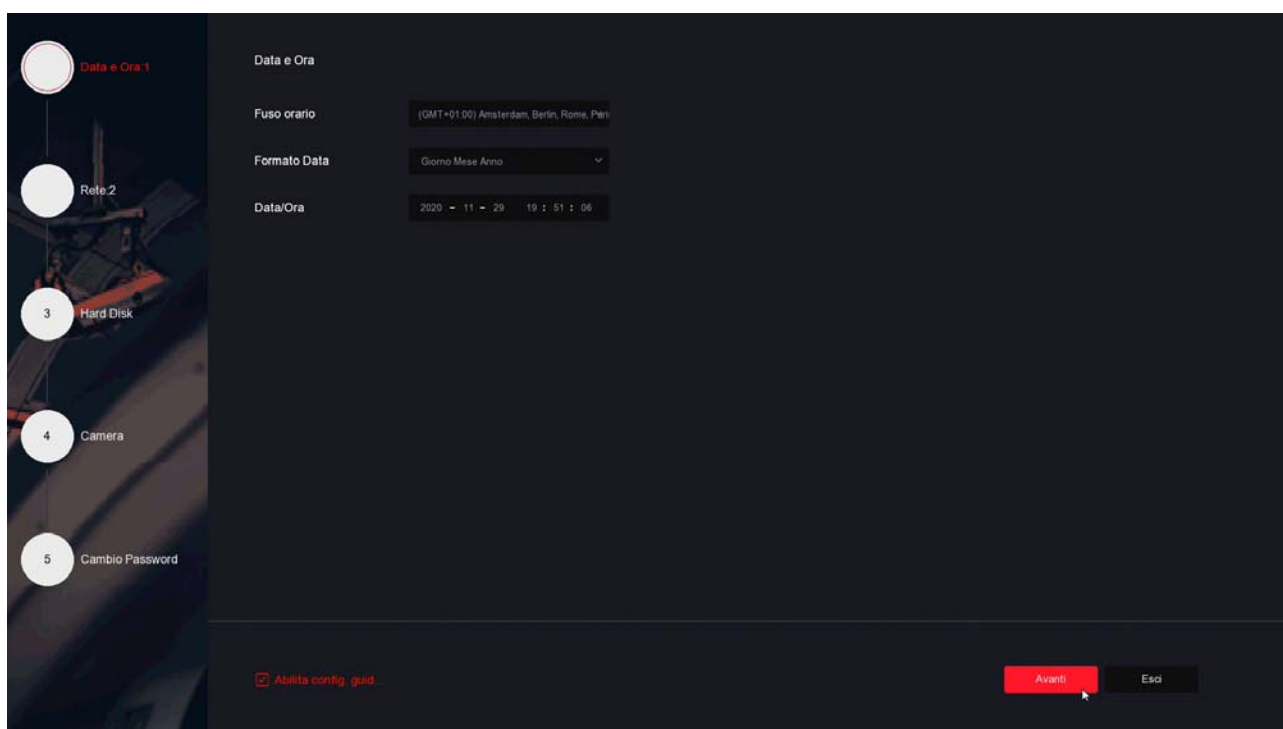 Data e Ora:1
Rete:2
3 Hard Disk
4 Camera
5 Cambio Password
Data e Ora
Fuso orario (GMT+01:00) Amsterdam, Berlin, Rome,
Formato Data Giorno Mese Anno
Data/Ora 2020 - 11 - 29 19 : 51 : 06
Abilita config. guid...
Avanti Esci